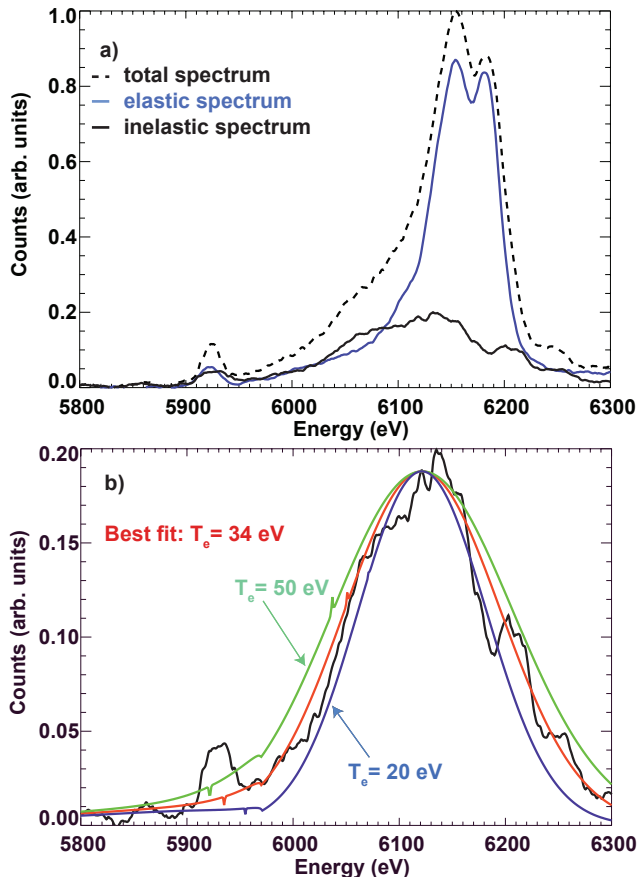 a)
total spectrum
elastic spectrum
inelastic spectrum
Counts (arb. units)
1.0
0.8
0.6
0.4
0.2
0.0
5800 5900 6000 6100 6200 6300
Energy (eV)
b)
Best fit: Te = 34 eV
Te = 50 eV
Te = 20 eV
Counts (arb. units)
0.20
0.15
0.10
0.05
0.00
5800 5900 6000 6100 6200 6300
Energy (eV)